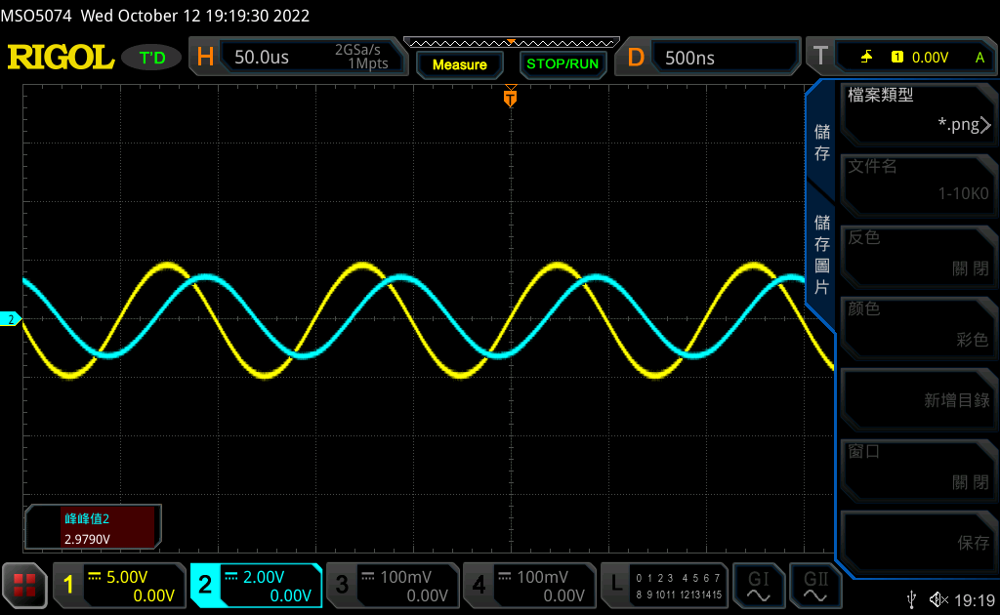 MSO5074 Wed October 12 19:19:30 2022
RIGOL
T'D
H
50.0us
2GSa/s
1Mpts
Measure
STOP/RUN
D
500ns
T
1
0.00V
A
T
儲存
儲存圖片
檔案類型
*.png
文件名
1-10K0
反色
關 閉
顏色
彩色
新增目錄
窗口
關 閉
保存
2
峰峰值2
2.9790V
1
5.00V
0.00V
2
2.00V
0.00V
3
100mV
0.00V
4
100mV
0.00V
L
0 1 2 3 4 5 6 7
8 9 10 11 12 13 14 15
GI
GII
19:19